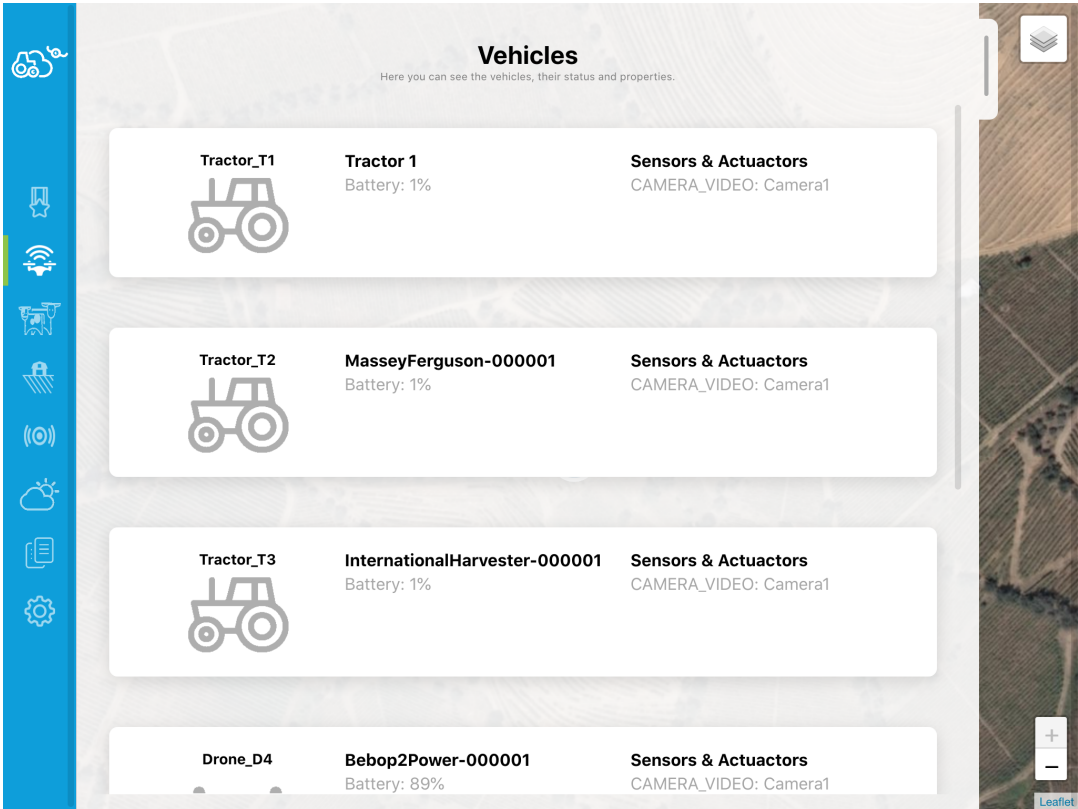 Vehicles
Here you can see the vehicles, their status and properties.
Tractor_T1
Tractor 1
Battery: 1%
Sensors & Actuactors
CAMERA_VIDEO: Camera1
Tractor_T2
MasseyFerguson-000001
Battery: 1%
Sensors & Actuactors
CAMERA_VIDEO: Camera1
Tractor_T3
InternationalHarvester-000001
Battery: 1%
Sensors & Actuactors
CAMERA_VIDEO: Camera1
Drone_D4
Bebop2Power-000001
Battery: 89%
Sensors & Actuactors
CAMERA_VIDEO: Camera1
+
−
Leaflet